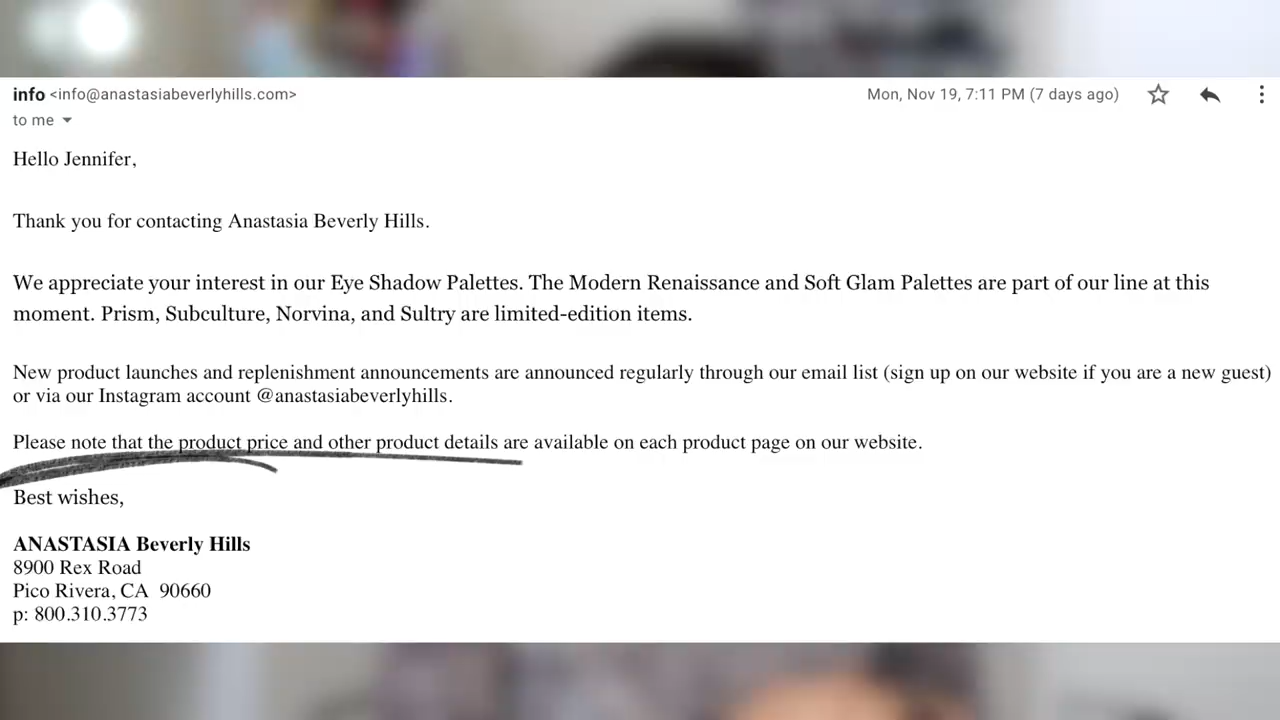 info <info@anastasiabeverlyhills.com>
Mon, Nov 19, 7:11 PM (7 days ago)
to me
Hello Jennifer,
Thank you for contacting Anastasia Beverly Hills.
We appreciate your interest in our Eye Shadow Palettes. The Modern Renaissance and Soft Glam Palettes are part of our line at this
moment. Prism, Subculture, Norvina, and Sultry are limited-edition items.
New product launches and replenishment announcements are announced regularly through our email list (sign up on our website if you are a new guest)
or via our Instagram account @anastasiabeverlyhills.
Please note that the product price and other product details are available on each product page on our website.
Best wishes,
ANASTASIA Beverly Hills
8900 Rex Road
Pico Rivera, CA  90660
p: 800.310.3773